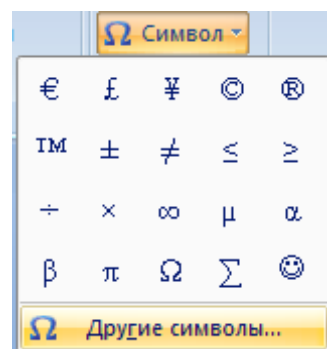 Ω Символ
€ £ ¥ © ®
™ ± ≠ ≤ ≥
÷ × ∞ µ α
β π Ω ∑ ☺
Ω Другие символы...